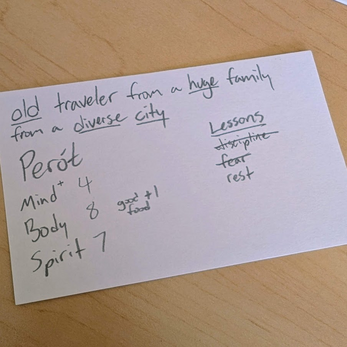 old traveler from a huge family
from a diverse city
Perót
Mind+ 4
Body 8 good food +1
Spirit 7
Lessons
discipline
fear
rest